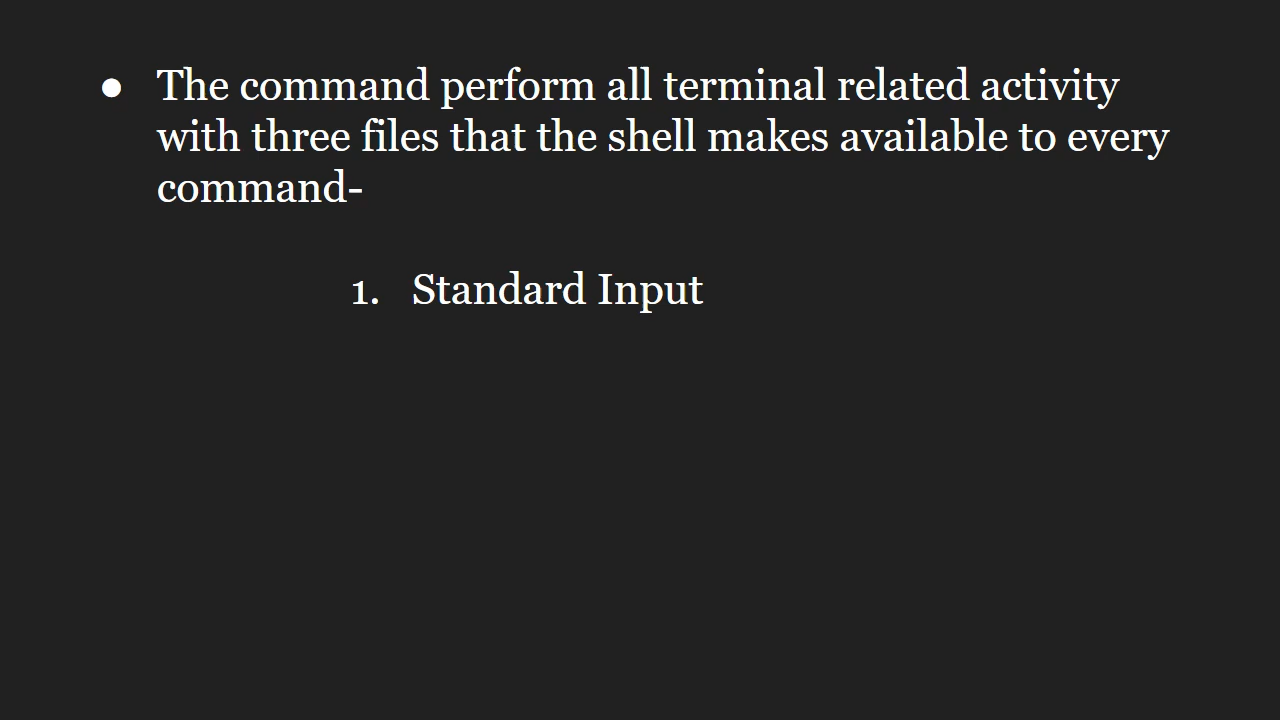 ● The command perform all terminal related activity
with three files that the shell makes available to every
command-
1. Standard Input